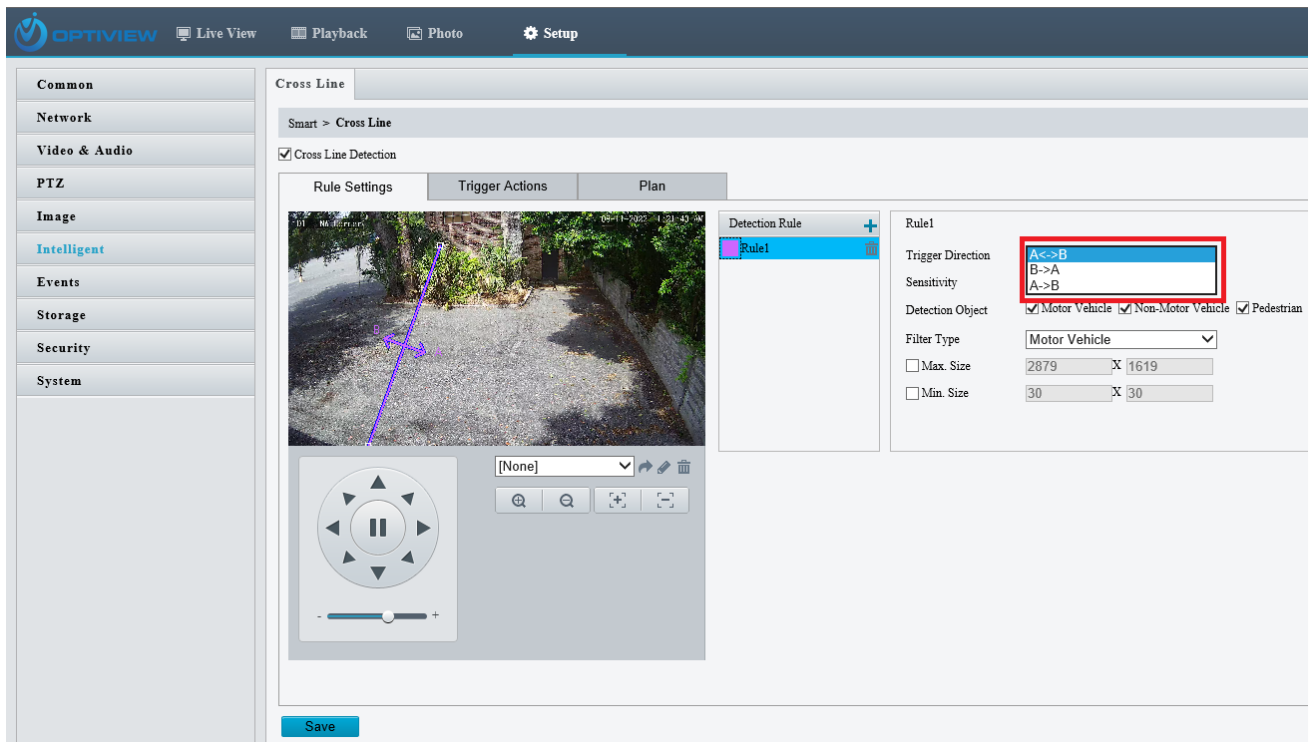 OPTIVIEW Live View Playback Photo Setup
Common
Network
Video & Audio
PTZ
Image
Intelligent
Events
Storage
Security
System
Cross Line
Smart > Cross Line
Cross Line Detection
Rule Settings Trigger Actions Plan
B
A
[None]
- +
Detection Rule
Rule1
Rule1
Trigger Direction
A<->B
B->A
A->B
Sensitivity
Detection Object Motor Vehicle Non-Motor Vehicle Pedestrian
Filter Type Motor Vehicle
Max. Size 2879 X 1619
Min. Size 30 X 30
Save